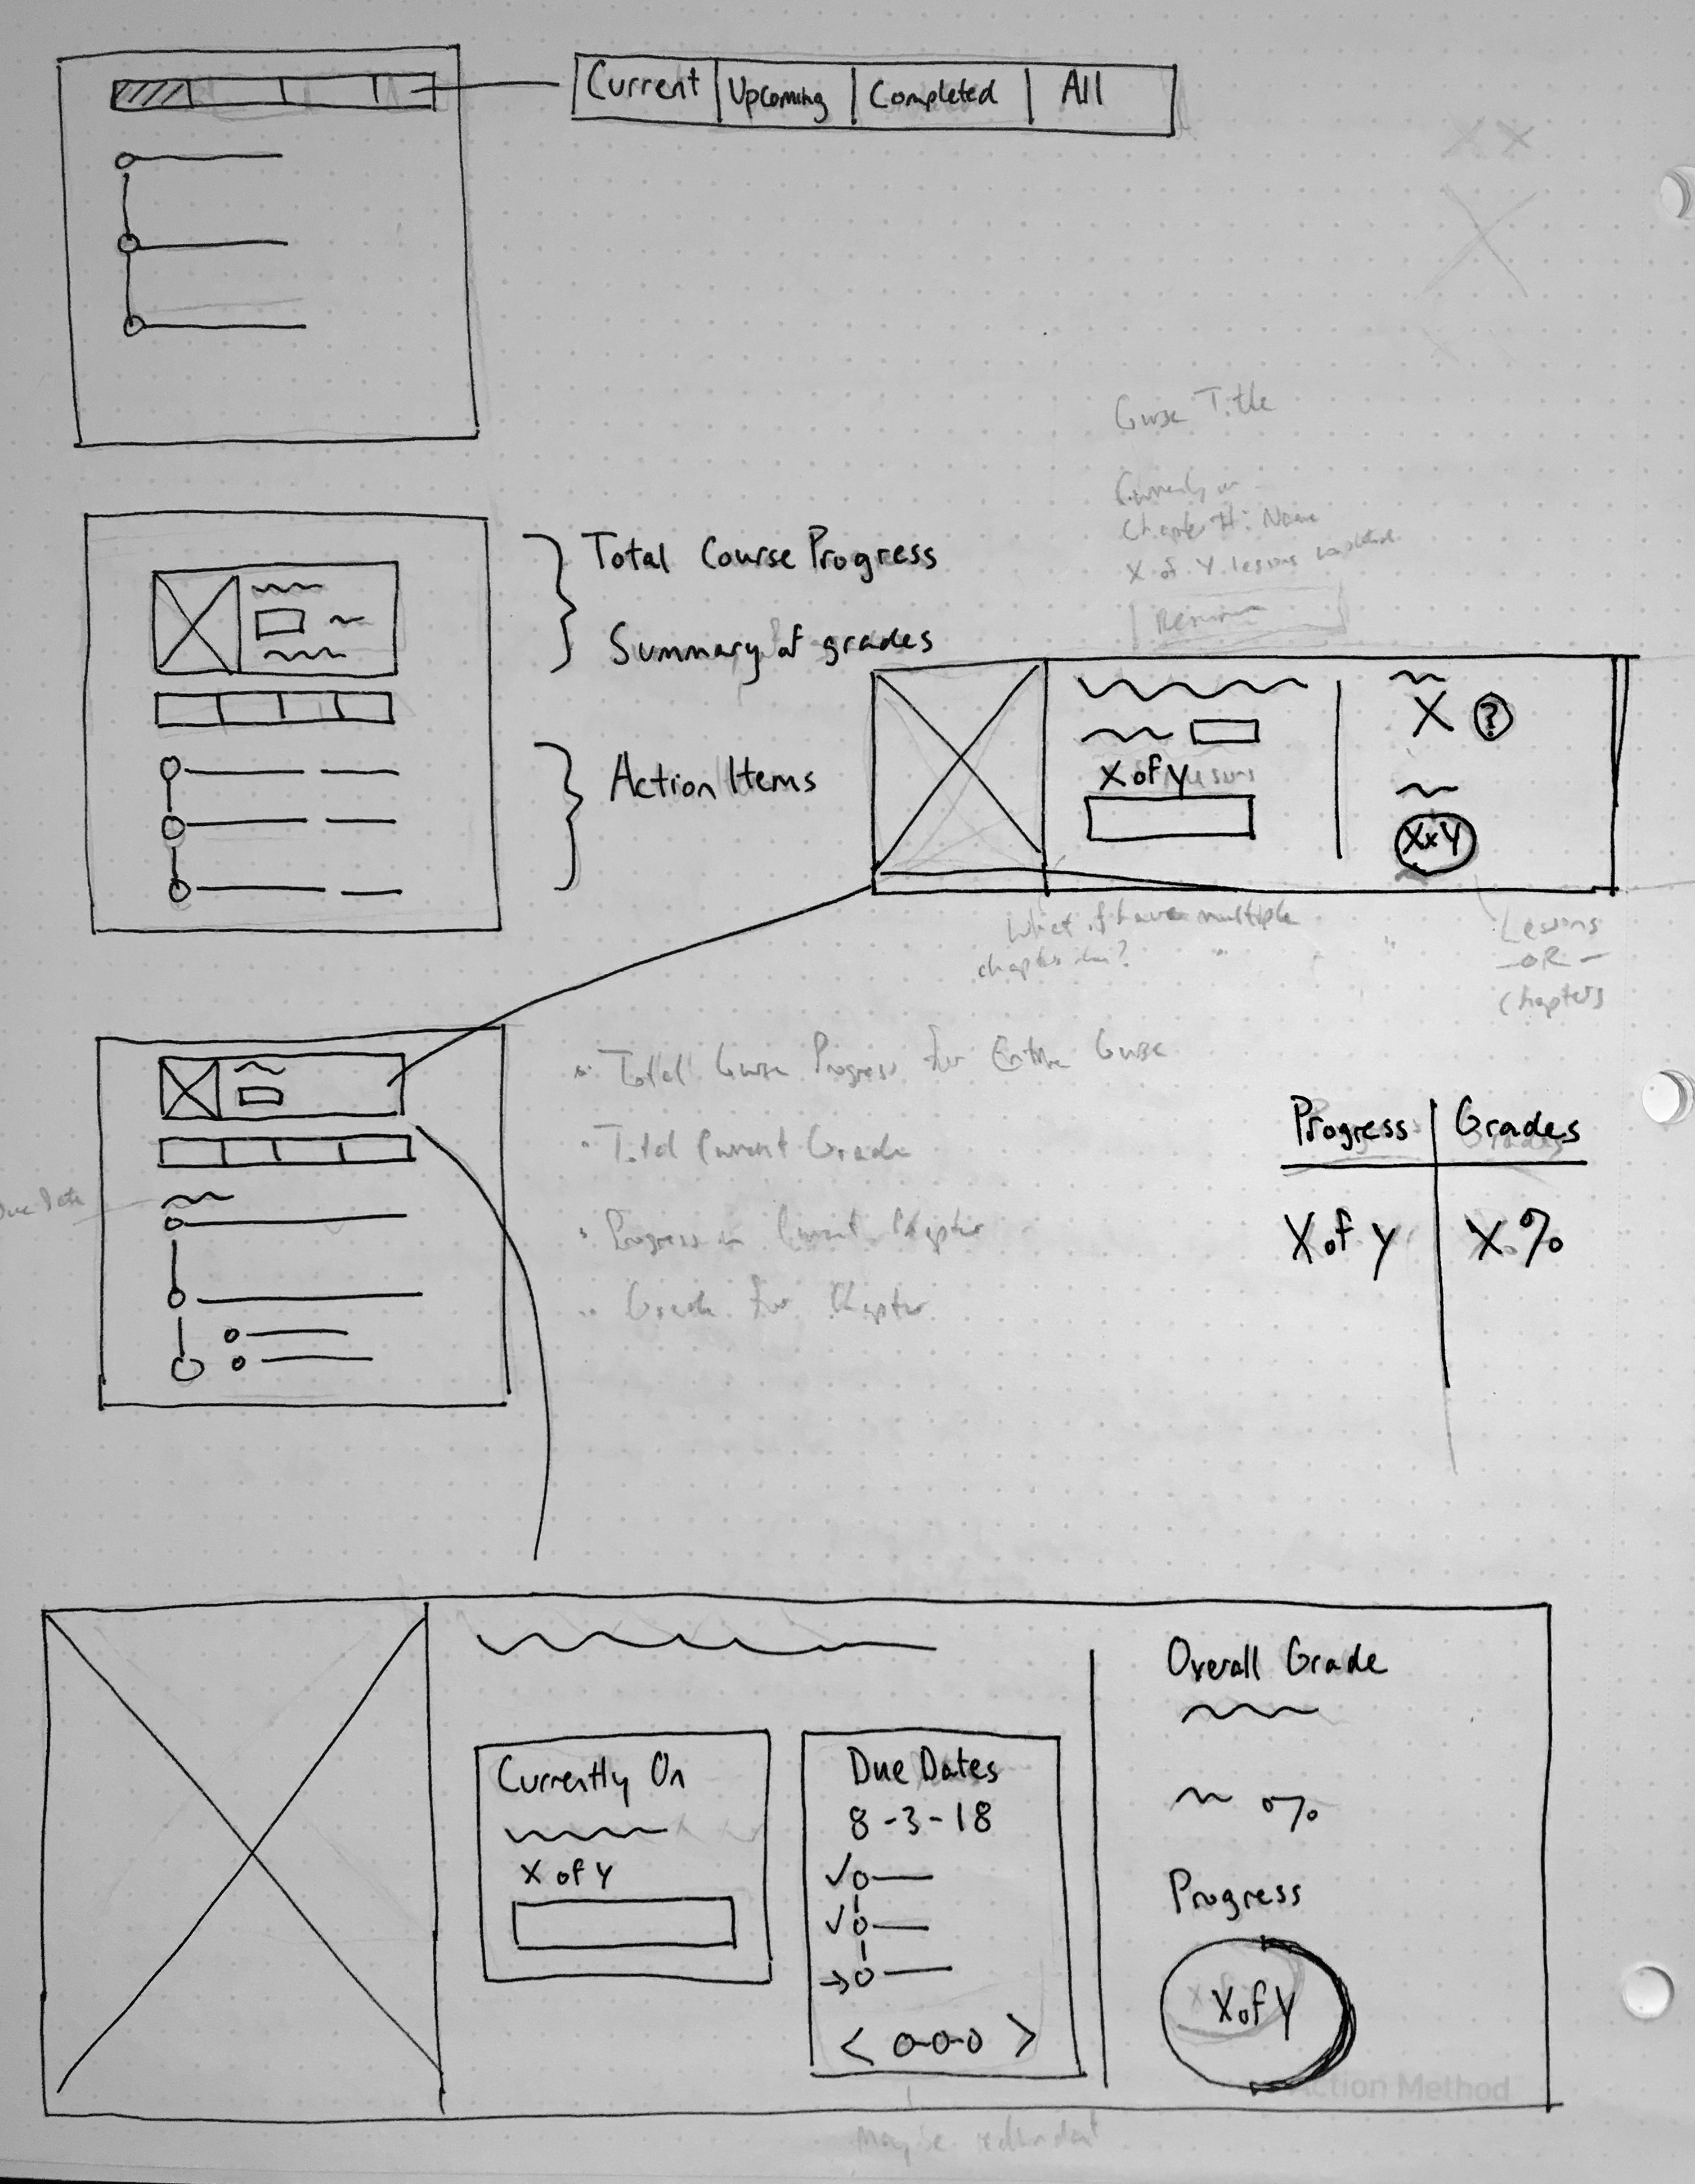 Current Upcoming Completed All
Course Title
Currently on
Chapter #: Name
X of Y lessons completed
Resume
Total Course Progress
Summary of grades
Action Items
X ?
X of Y
Lessons
X x Y
What if have multiple
chapters due?
Lessons
- OR -
Chapters
Total Course Progress for Entire Course
Total Current Grade
Progress in Current Chapter
Grade for Chapter
Due Date
Progress Grades
X of Y X %
Overall Grade
%
Progress
X of Y
Currently On
X of Y
Due Dates
8-3-18
Action Method
Maybe redundant